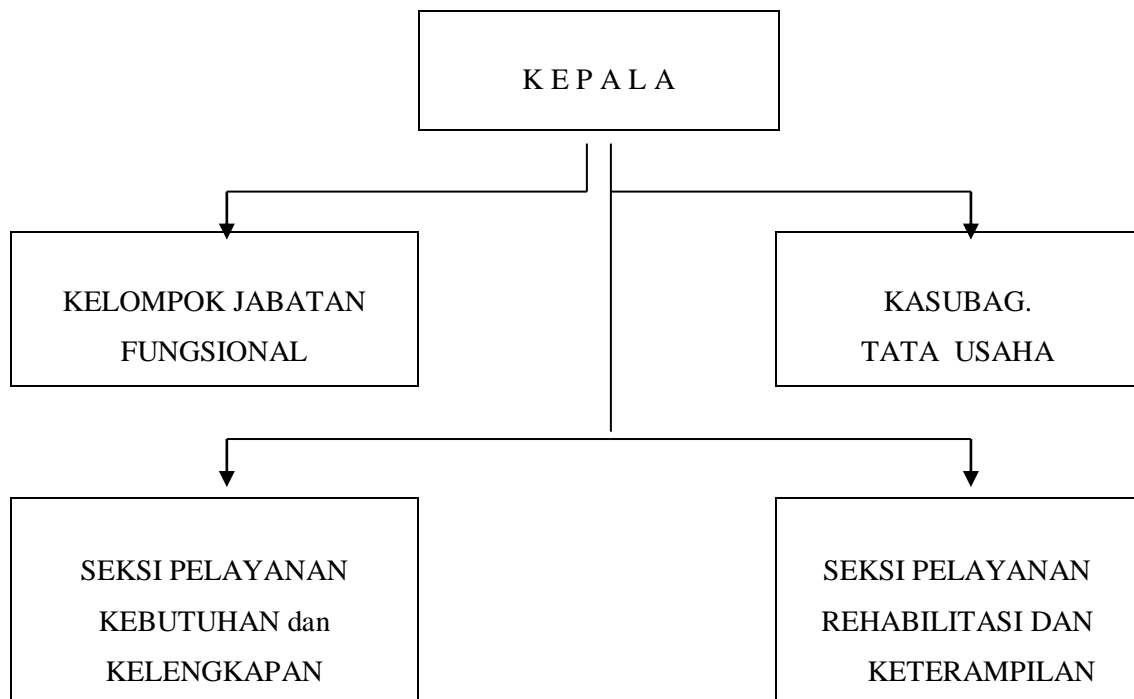 K E P A L A
KELOMPOK JABATAN
FUNGSIONAL
KASUBAG.
TATA USAHA
SEKSI PELAYANAN
KEBUTUHAN dan
KELENGKAPAN
SEKSI PELAYANAN
REHABILITASI DAN
KETERAMPILAN